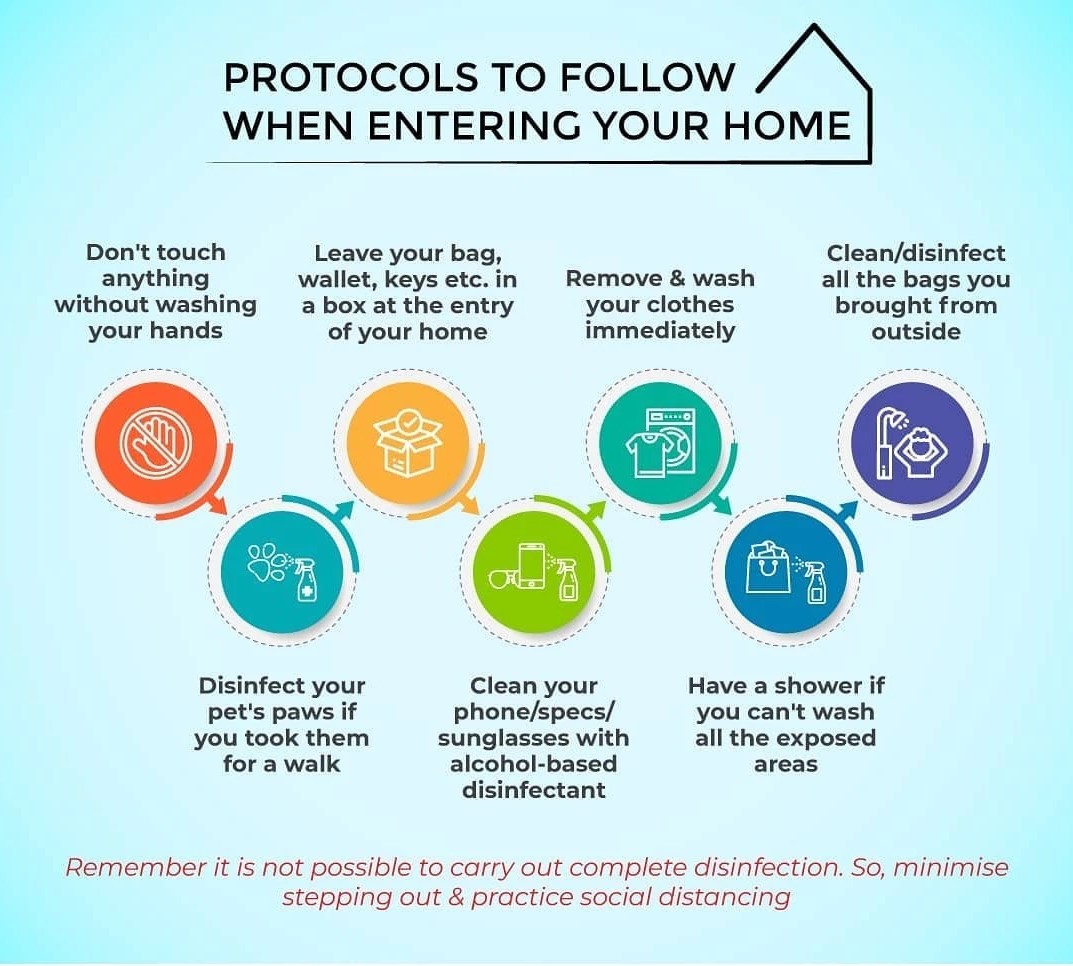 PROTOCOLS TO FOLLOW
WHEN ENTERING YOUR HOME
Don't touch
anything
without washing
your hands
Disinfect your
pet's paws if
you took them
for a walk
Leave your bag,
wallet, keys etc. in
a box at the entry
of your home
Clean your
phone/specs/
sunglasses with
alcohol-based
disinfectant
Remove & wash
your clothes
immediately
Have a shower if
you can't wash
all the exposed
areas
Clean/disinfect
all the bags you
brought from
outside
Remember it is not possible to carry out complete disinfection. So, minimise
stepping out & practice social distancing